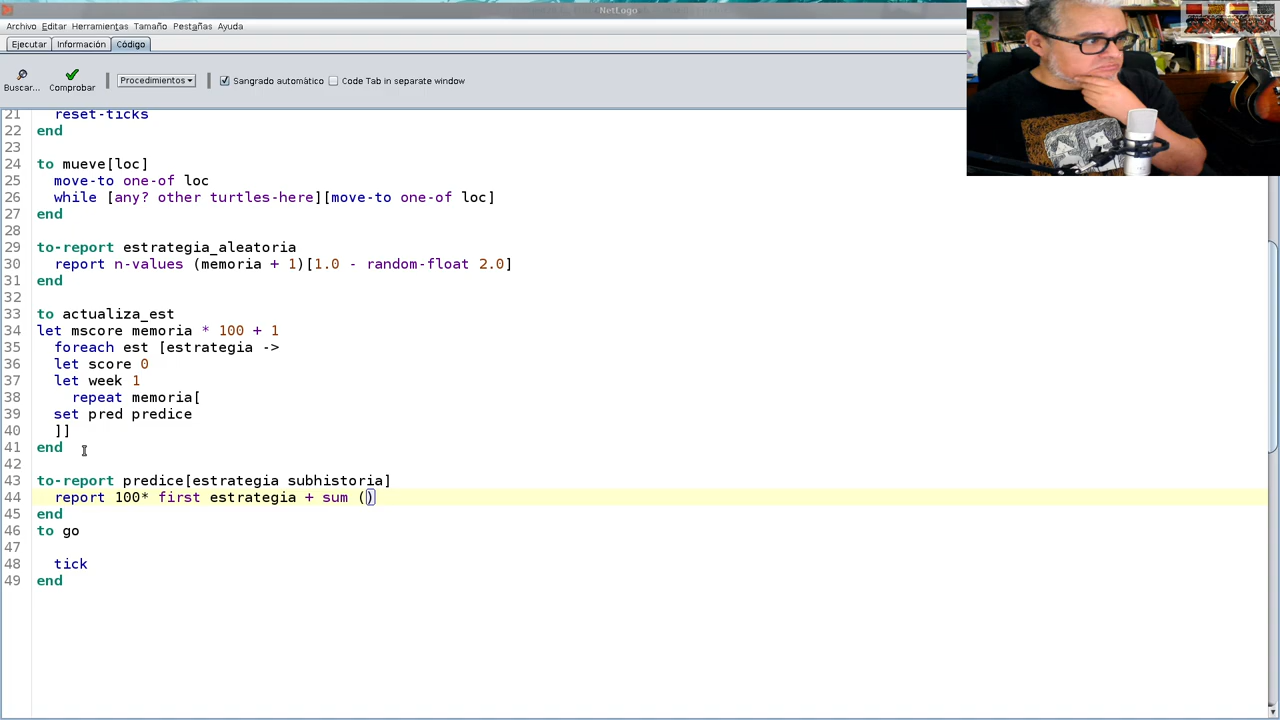 NetLogo
Archivo Editar Herramientas Tamaño Pestañas Ayuda
Ejecutar Información Código
Buscar... Comprobar Procedimientos Sangrado automático Code Tab in separate window
21 reset-ticks
22 end
23
24 to mueve[loc]
25 move-to one-of loc
26 while [any? other turtles-here][move-to one-of loc]
27 end
28
29 to-report estrategia_aleatoria
30 report n-values (memoria + 1)[1.0 - random-float 2.0]
31 end
32
33 to actualiza_est
34 let mscore memoria * 100 + 1
35 foreach est [estrategia ->
36 let score 0
37 let week 1
38 repeat memoria[
39 set pred predice
40 ]]
41 end
42
43 to-report predice[estrategia subhistoria]
44 report 100* first estrategia + sum ()
45 end
46 to go
47
48 tick
49 end